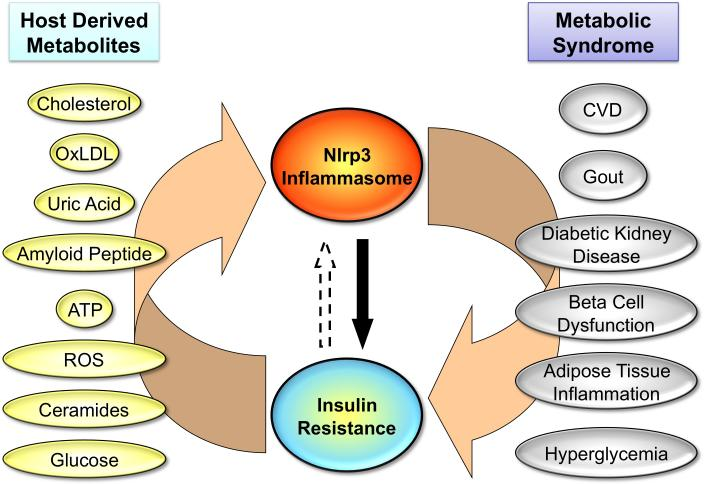 Host Derived
Metabolites
Cholesterol
OxLDL
Uric Acid
Amyloid Peptide
ATP
ROS
Ceramides
Glucose
Nlrp3
Inflammasome
Insulin
Resistance
Metabolic
Syndrome
CVD
Gout
Diabetic Kidney
Disease
Beta Cell
Dysfunction
Adipose Tissue
Inflammation
Hyperglycemia